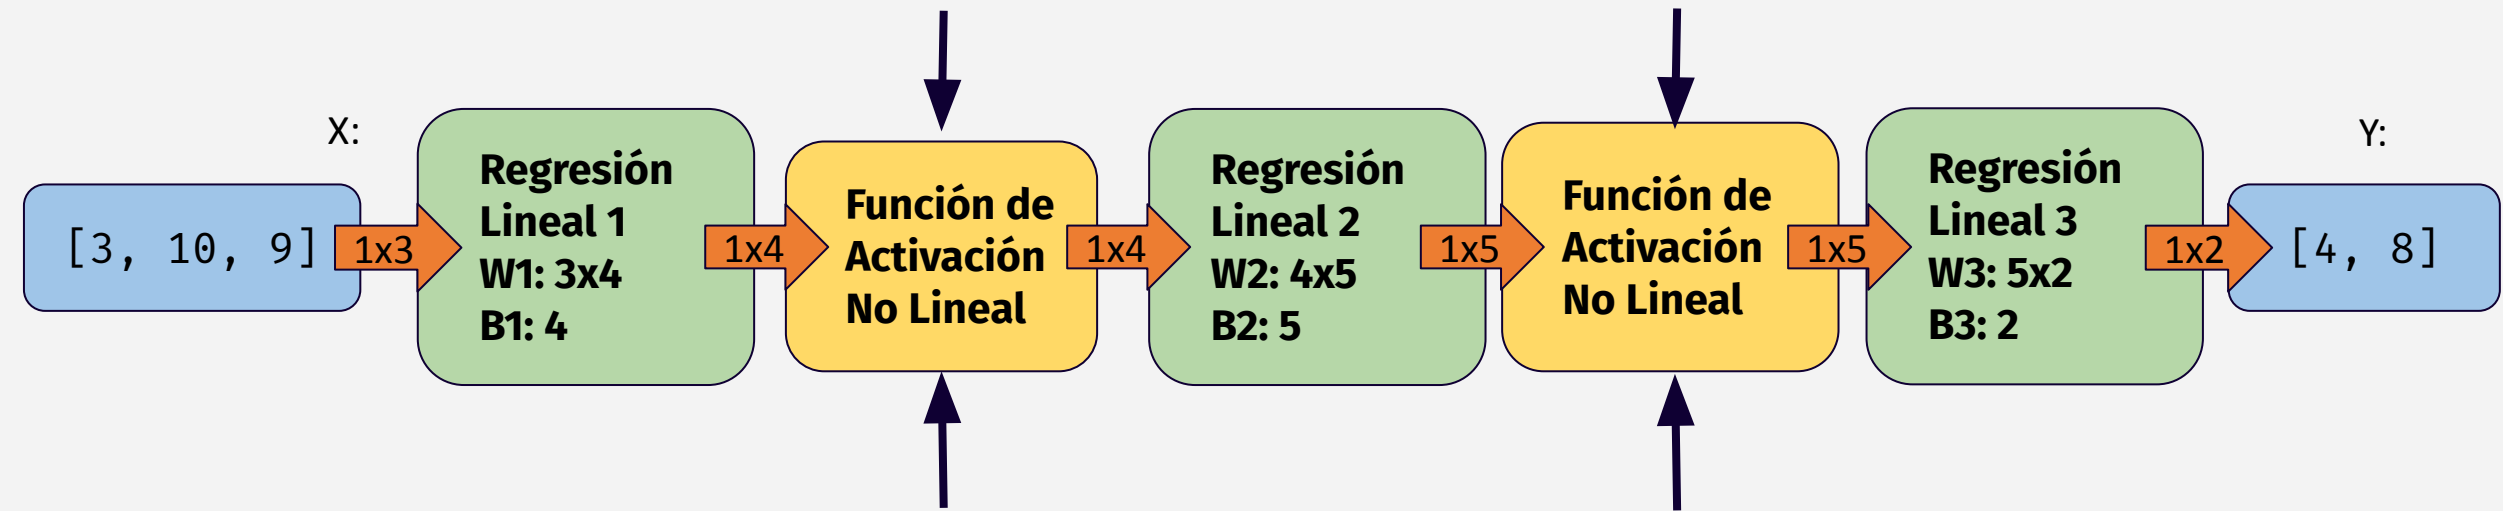 X:
[3, 10, 9]
1x3
Regresión
Lineal 1
W1: 3x4
B1: 4
1x4
Función de
Activación
No Lineal
1x4
Regresión
Lineal 2
W2: 4x5
B2: 5
1x5
Función de
Activación
No Lineal
1x5
Regresión
Lineal 3
W3: 5x2
B3: 2
1x2
Y:
[4, 8]